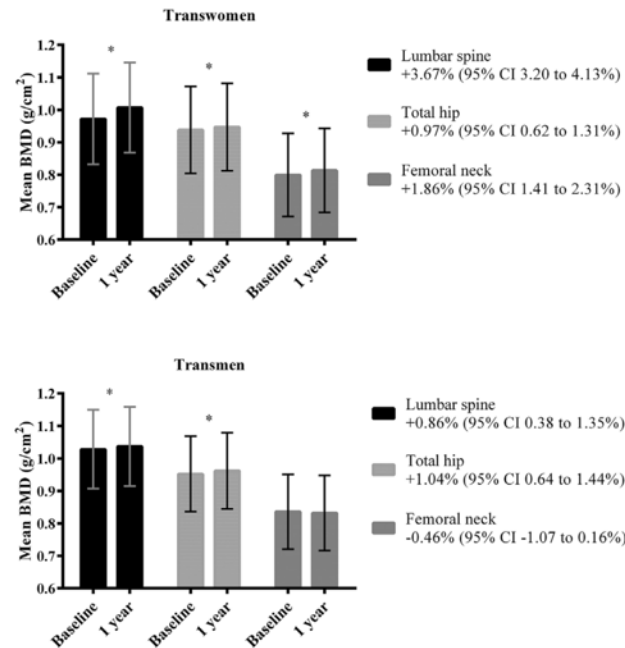 Transwomen
Mean BMD (g/cm²)
1.2
1.1
1.0
0.9
0.8
0.7
0.6
*
*
*
Baseline
1 year
Baseline
1 year
Baseline
1 year
Lumbar spine
+3.67% (95% CI 3.20 to 4.13%)
Total hip
+0.97% (95% CI 0.62 to 1.31%)
Femoral neck
+1.86% (95% CI 1.41 to 2.31%)
Transmen
Mean BMD (g/cm²)
1.2
1.1
1.0
0.9
0.8
0.7
0.6
*
*
Baseline
1 year
Baseline
1 year
Baseline
1 year
Lumbar spine
+0.86% (95% CI 0.38 to 1.35%)
Total hip
+1.04% (95% CI 0.64 to 1.44%)
Femoral neck
-0.46% (95% CI -1.07 to 0.16%)